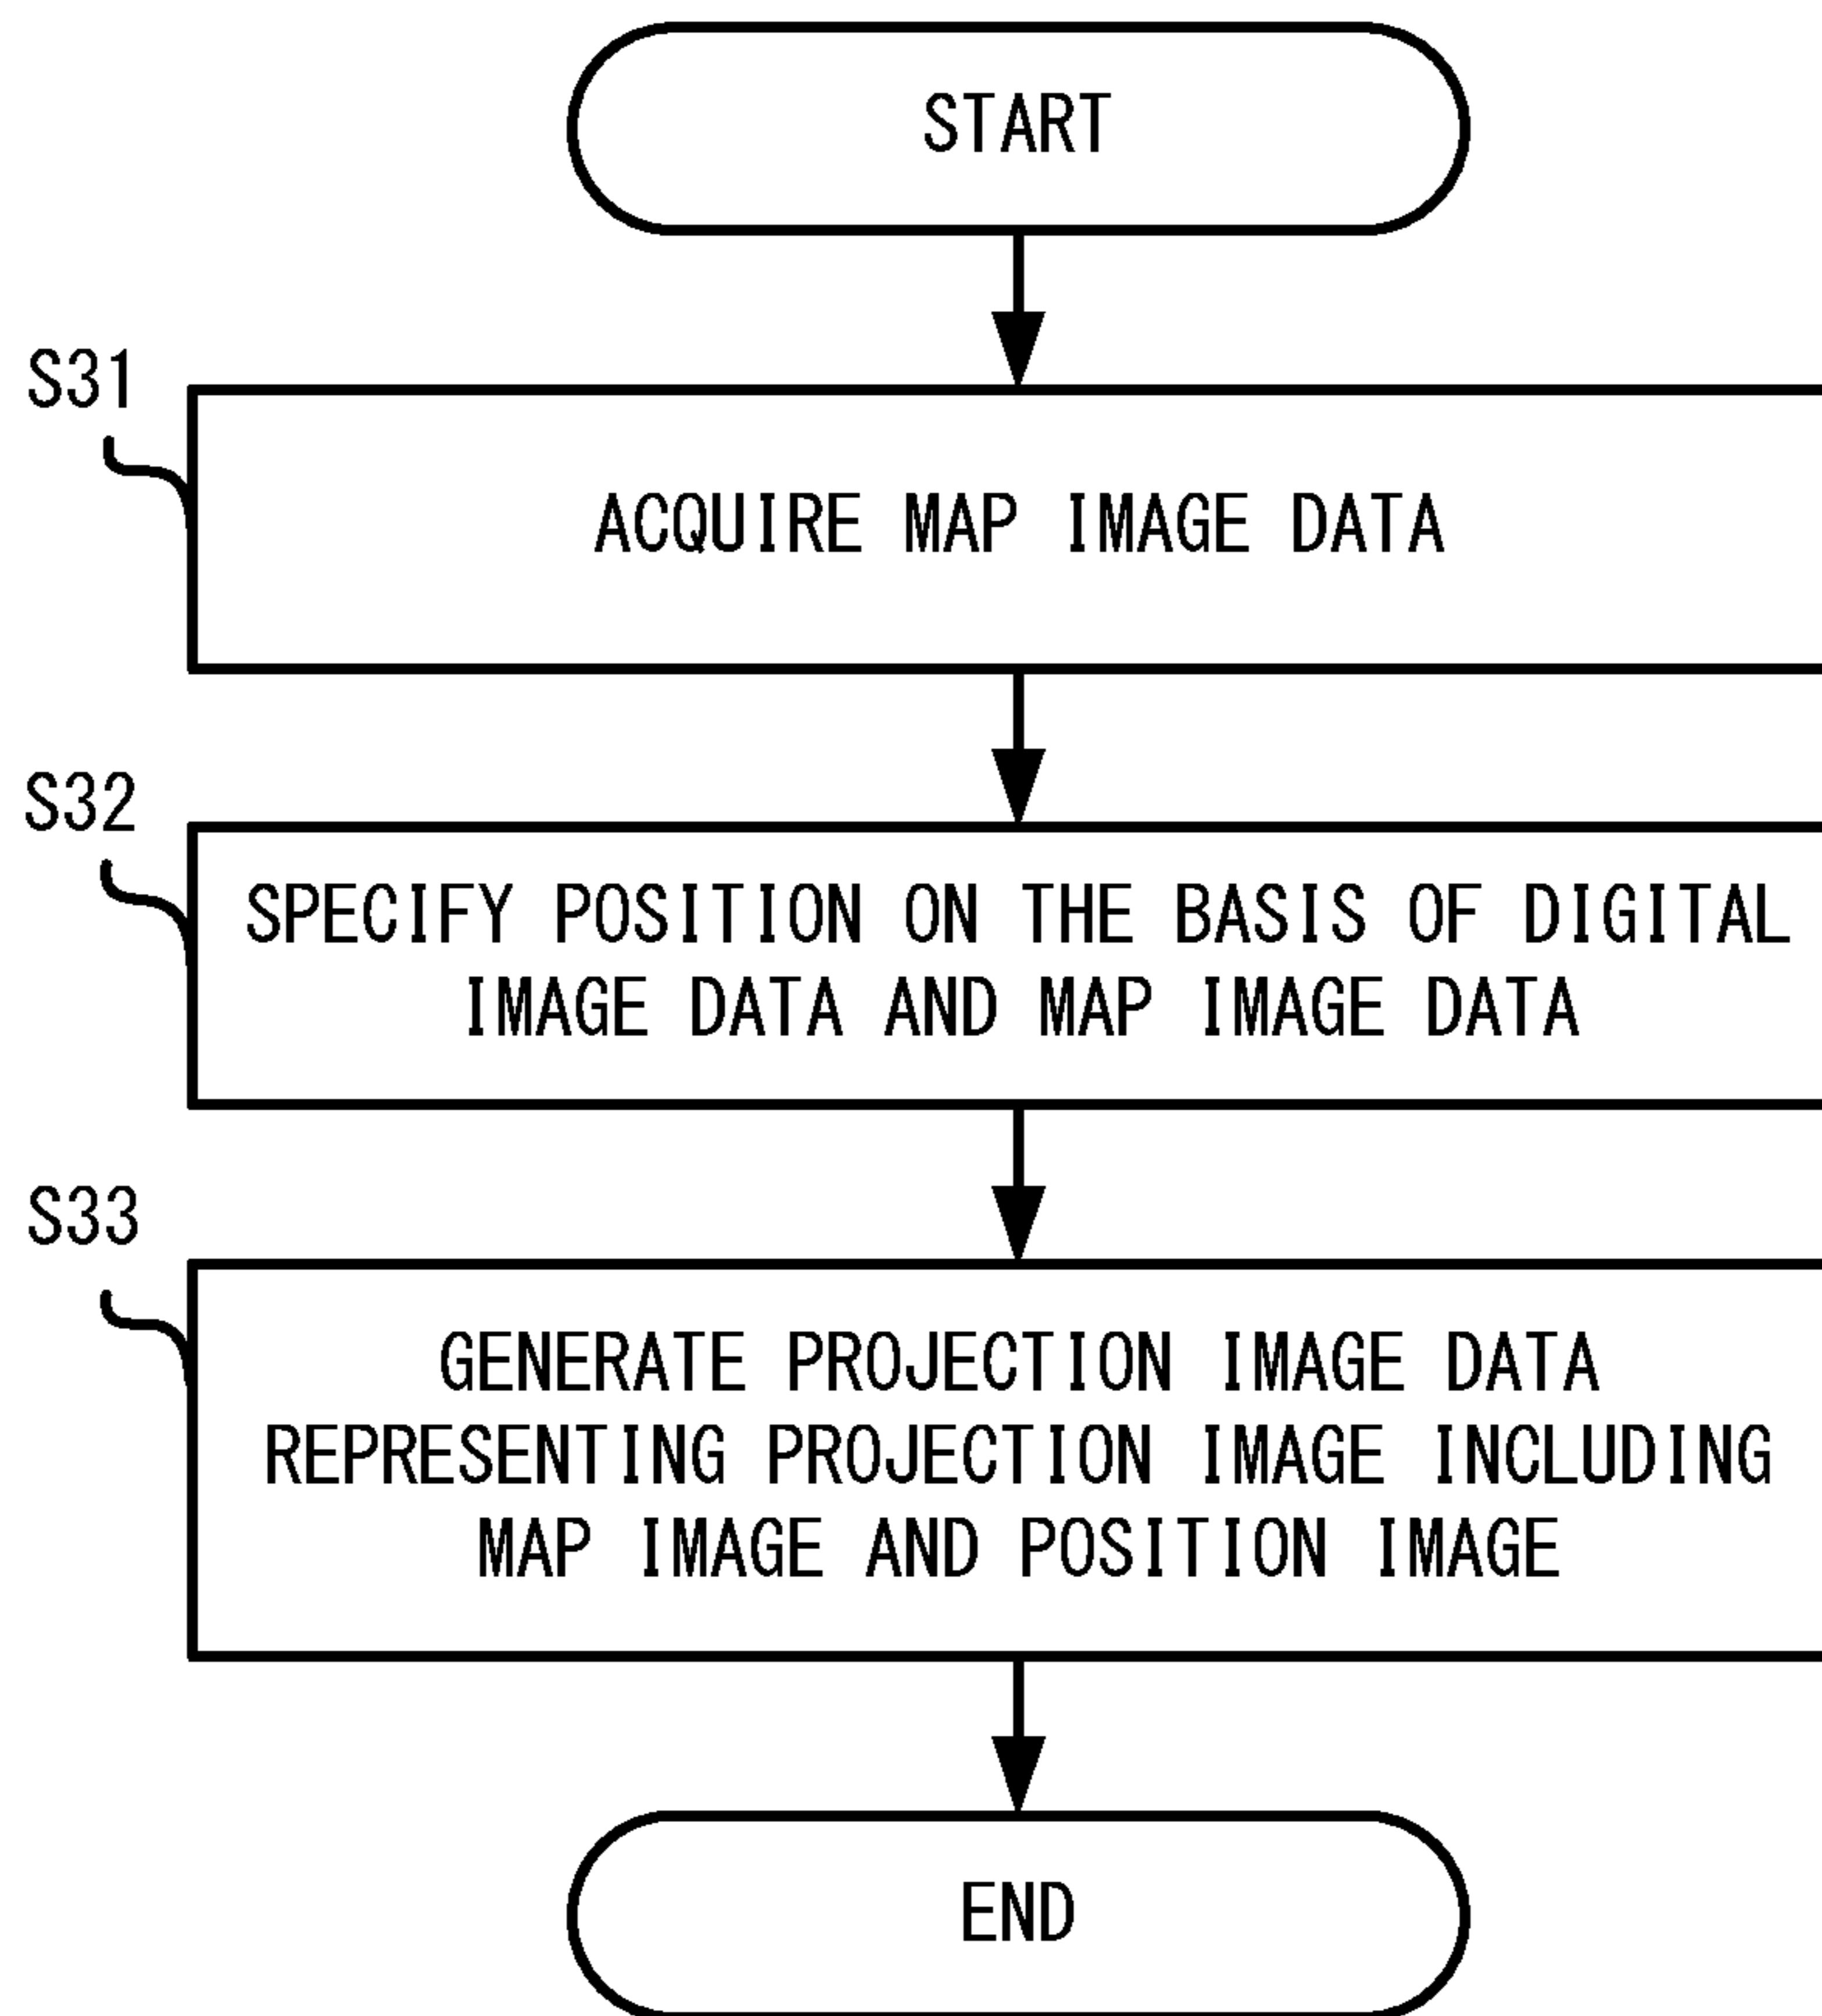 START
S31
ACQUIRE MAP IMAGE DATA
S32
SPECIFY POSITION ON THE BASIS OF DIGITAL
IMAGE DATA AND MAP IMAGE DATA
S33
GENERATE PROJECTION IMAGE DATA
REPRESENTING PROJECTION IMAGE INCLUDING
MAP IMAGE AND POSITION IMAGE
END